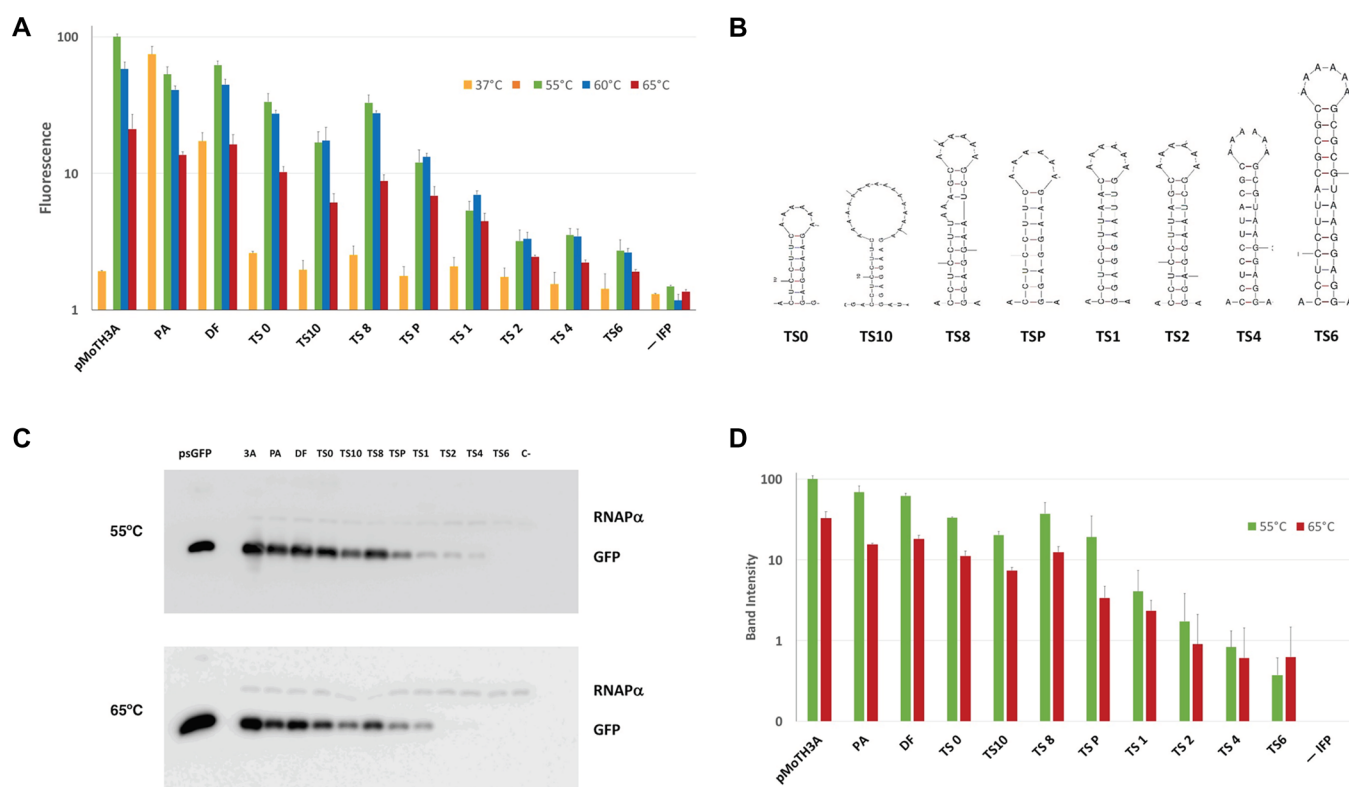 A
100
10
1
Fluorescence
37°C
55°C
60°C
65°C
pMoTH3A
PA
DF
TS 0
TS10
TS 8
TS P
TS 1
TS 2
TS 4
TS6
— IFP
B
TS0
TS10
TS8
TSP
TS1
TS2
TS4
TS6
C
psGFP 3A PA DF TS0 TS10 TS8 TSP TS1 TS2 TS4 TS6 C-
55ºC
RNAPα
GFP
65ºC
RNAPα
GFP
D
100
10
1
0
Band Intensity
55°C
65°C
pMoTH3A
PA
DF
TS 0
TS10
TS 8
TS P
TS 1
TS 2
TS 4
TS6
— IFP